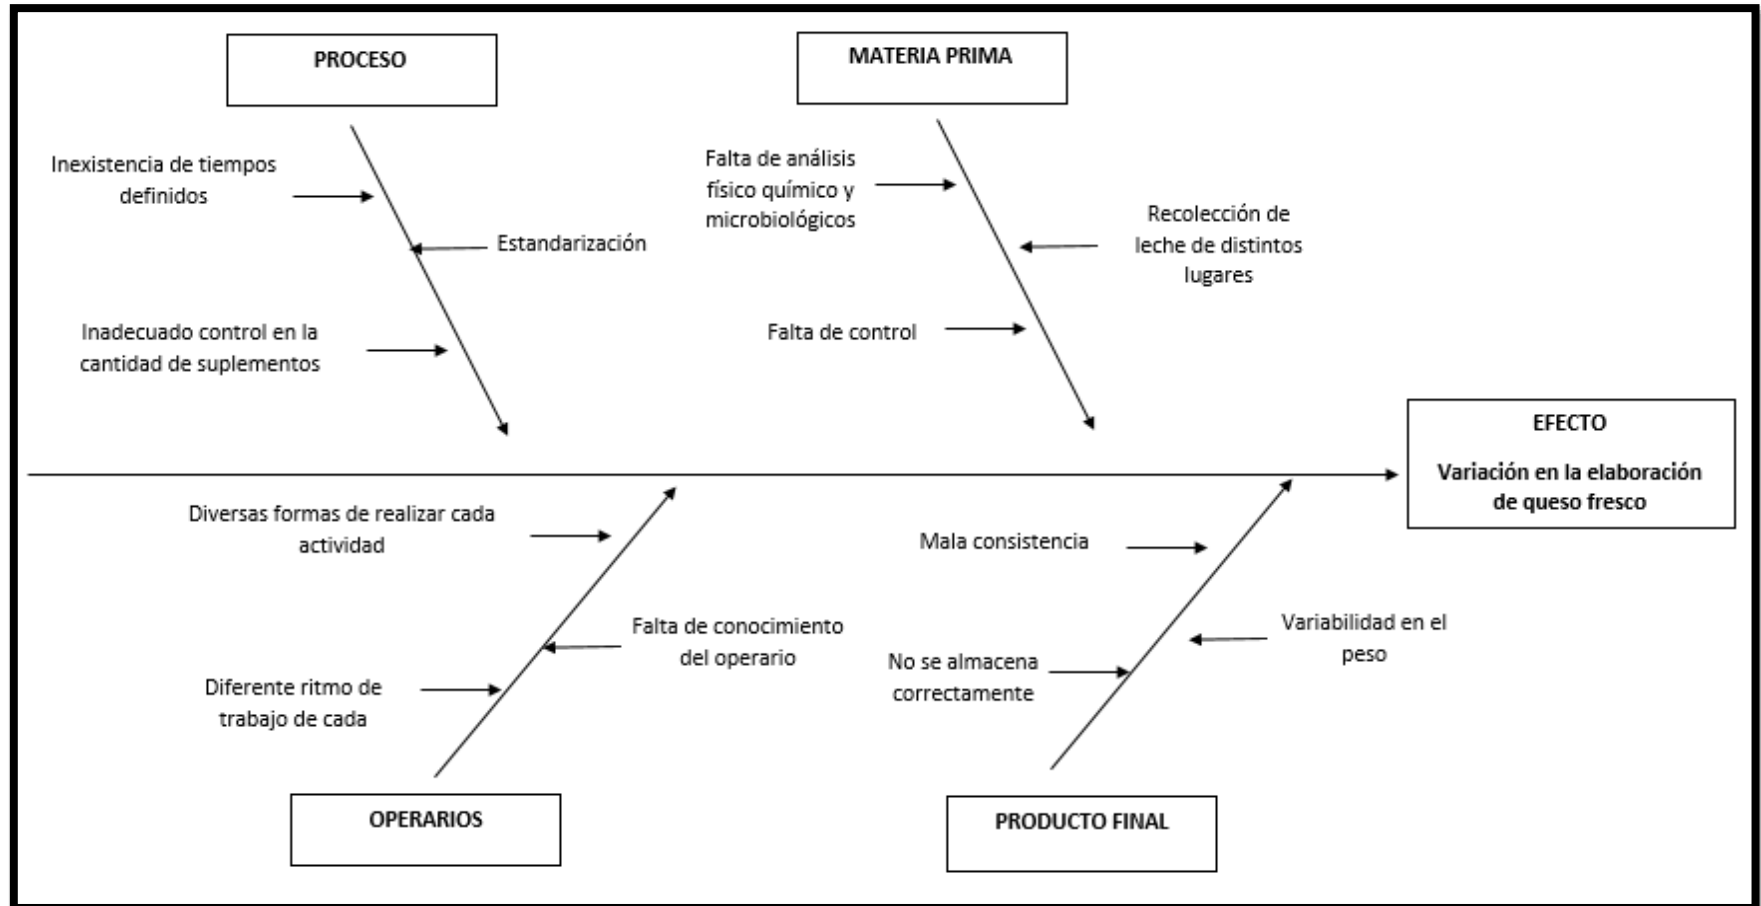 PROCESO
MATERIA PRIMA
Inexistencia de tiempos
definidos
Estandarización
Inadecuado control en la
cantidad de suplementos
Falta de análisis
físico químico y
microbiológicos
Recolección de
leche de distintos
lugares
Falta de control
EFECTO
Variación en la elaboración
de queso fresco
Diversas formas de realizar cada
actividad
Falta de conocimiento
del operario
Diferente ritmo de
trabajo de cada
Mala consistencia
Variabilidad en el
peso
No se almacena
correctamente
OPERARIOS
PRODUCTO FINAL